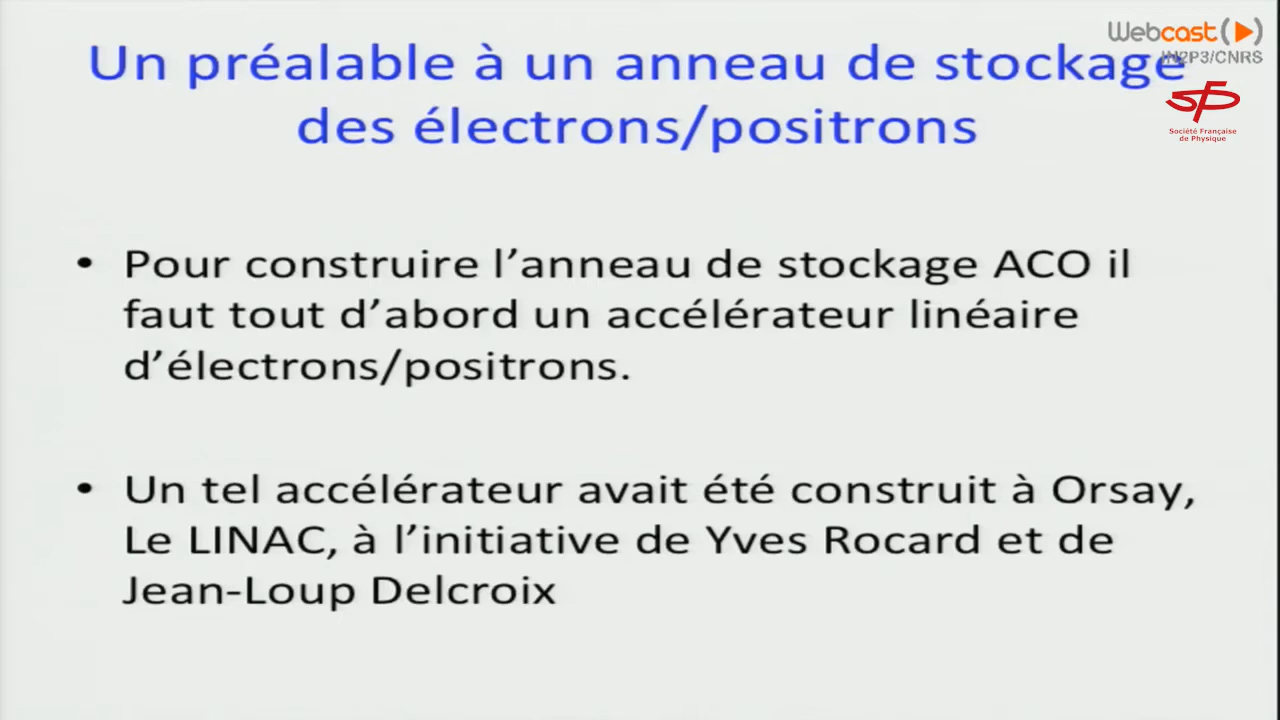 Un préalable à un anneau de stockage
des électrons/positrons
Webcast
IN2P3/CNRS
SFP
Société Française
de Physique
• Pour construire l’anneau de stockage ACO il
faut tout d’abord un accélérateur linéaire
d’électrons/positrons.
• Un tel accélérateur avait été construit à Orsay,
Le LINAC, à l’initiative de Yves Rocard et de
Jean-Loup Delcroix